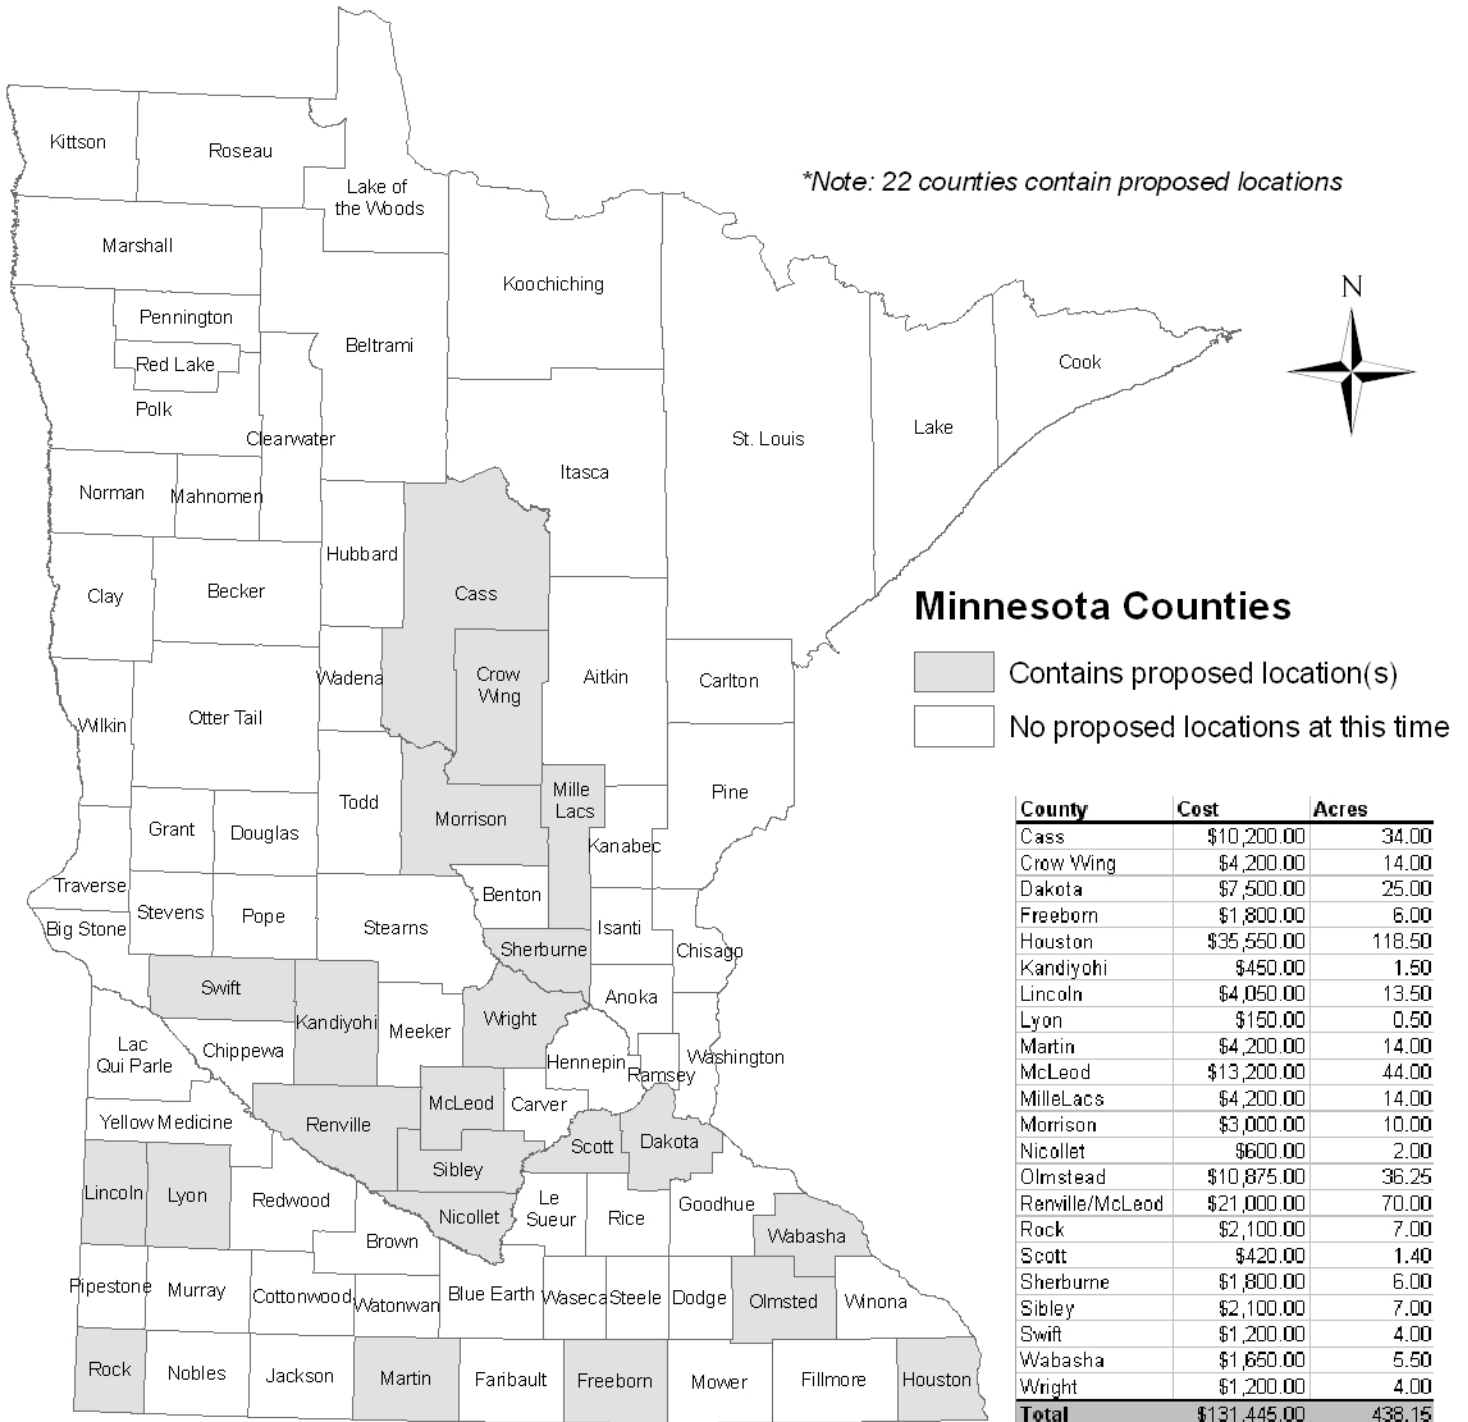 Kittson
Roseau
Lake of
the Woods
*Note: 22 counties contain proposed locations
Marshall
Koochiching
N
Pennington
Beltrami
Red Lake
Cook
Polk
Clearwater
St. Louis
Lake
Itasca
Norman
Mahnomen
Hubbard
Clay
Becker
Cass
Minnesota Counties
Contains proposed location(s)
No proposed locations at this time
Wadena
Crow
Wing
Aitkin
Carlton
Wilkin
Otter Tail
Todd
Mille
Lacs
Pine
Grant
Douglas
Morrison
Kanabec
Traverse
Benton
Stevens
Pope
Stearns
Isanti
Big Stone
Sherburne
Chisago
Swift
Anoka
Kandiyohi
Meeker
Wright
Lac
Qui Parle
Chippewa
Hennepin
Washington
Ramsey
McLeod
Carver
Yellow Medicine
Renville
Scott
Dakota
Sibley
Lincoln
Lyon
Redwood
Le
Sueur
Rice
Goodhue
Nicollet
Brown
Wabasha
Pipestone
Murray
Cottonwood
Watonwan
Blue Earth
Waseca
Steele
Dodge
Olmsted
Winona
Rock
Nobles
Jackson
Martin
Faribault
Freeborn
Mower
Fillmore
Houston
County Cost Acres
Cass $10,200.00 34.00
Crow Wing $4,200.00 14.00
Dakota $7,500.00 25.00
Freeborn $1,800.00 6.00
Houston $35,550.00 118.50
Kandiyohi $450.00 1.50
Lincoln $4,050.00 13.50
Lyon $150.00 0.50
Martin $4,200.00 14.00
McLeod $13,200.00 44.00
MilleLacs $4,200.00 14.00
Morrison $3,000.00 10.00
Nicollet $600.00 2.00
Olmstead $10,875.00 36.25
Renville/McLeod $21,000.00 70.00
Rock $2,100.00 7.00
Scott $420.00 1.40
Sherburne $1,800.00 6.00
Sibley $2,100.00 7.00
Swift $1,200.00 4.00
Wabasha $1,650.00 5.50
Wright $1,200.00 4.00
Total $131,445.00 438.15